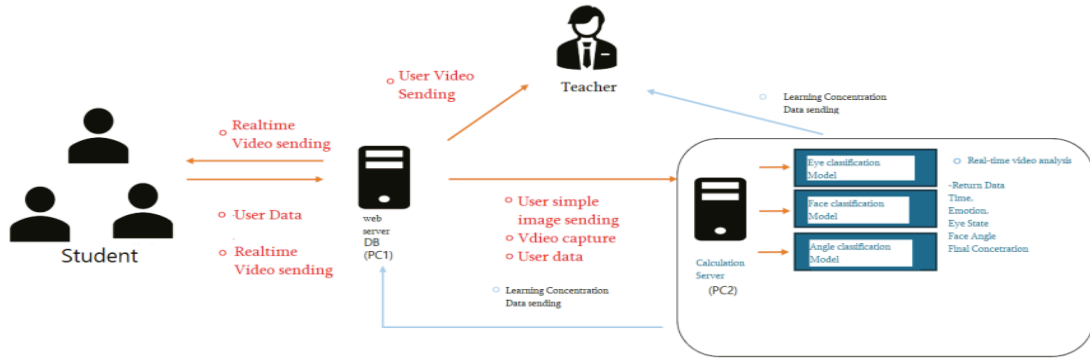 Teacher
User Video
Sending
Learning Concentration
Data sending
Realtime
Video sending
User Data
Realtime
Video sending
Student
web
server
DB
(PC1)
User simple
image sending
Vdieo capture
User data
Learning Concentration
Data sending
Calculation
Server
(PC2)
Eye classification
Model
Face classification
Model
Angle classification
Model
Real-time video analysis
-Return Data
Time,
Emotion,
Eye State
Face Angle
Final Concetration